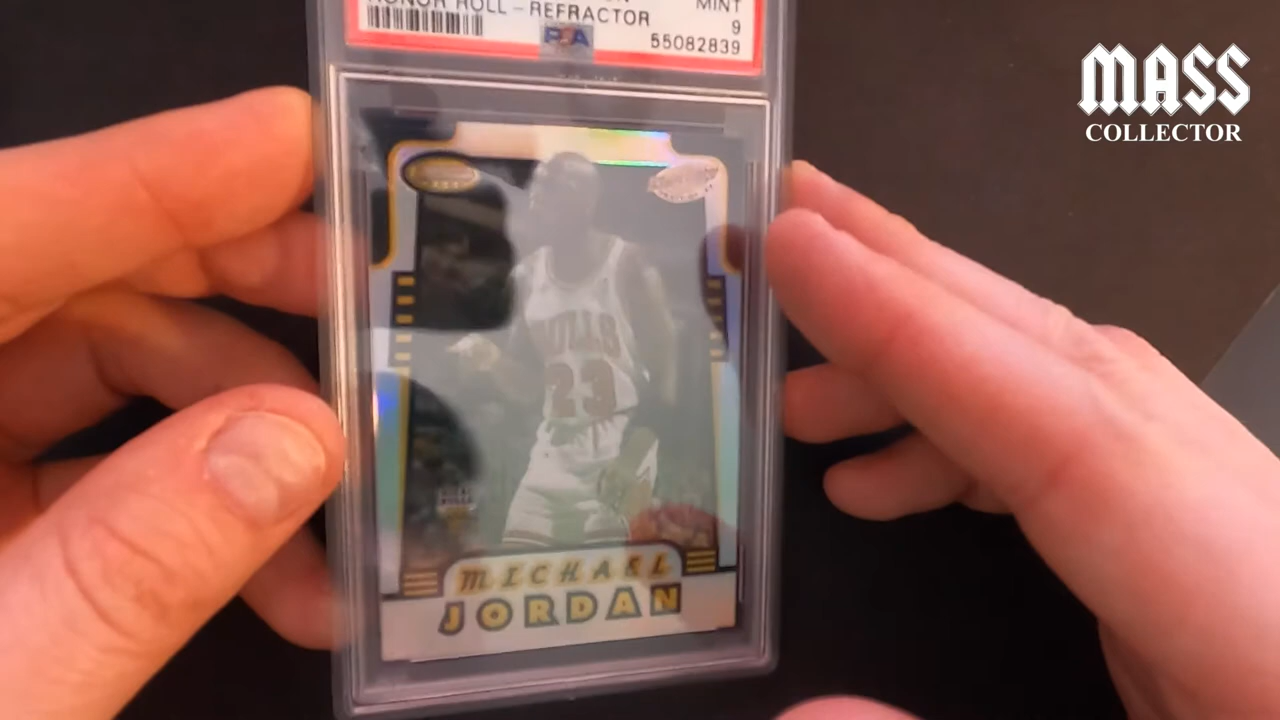 HONOR ROLL - REFRACTOR
MINT
9
PSA
55082839
MASS
COLLECTOR
BULLS
23
MICHAEL
JORDAN